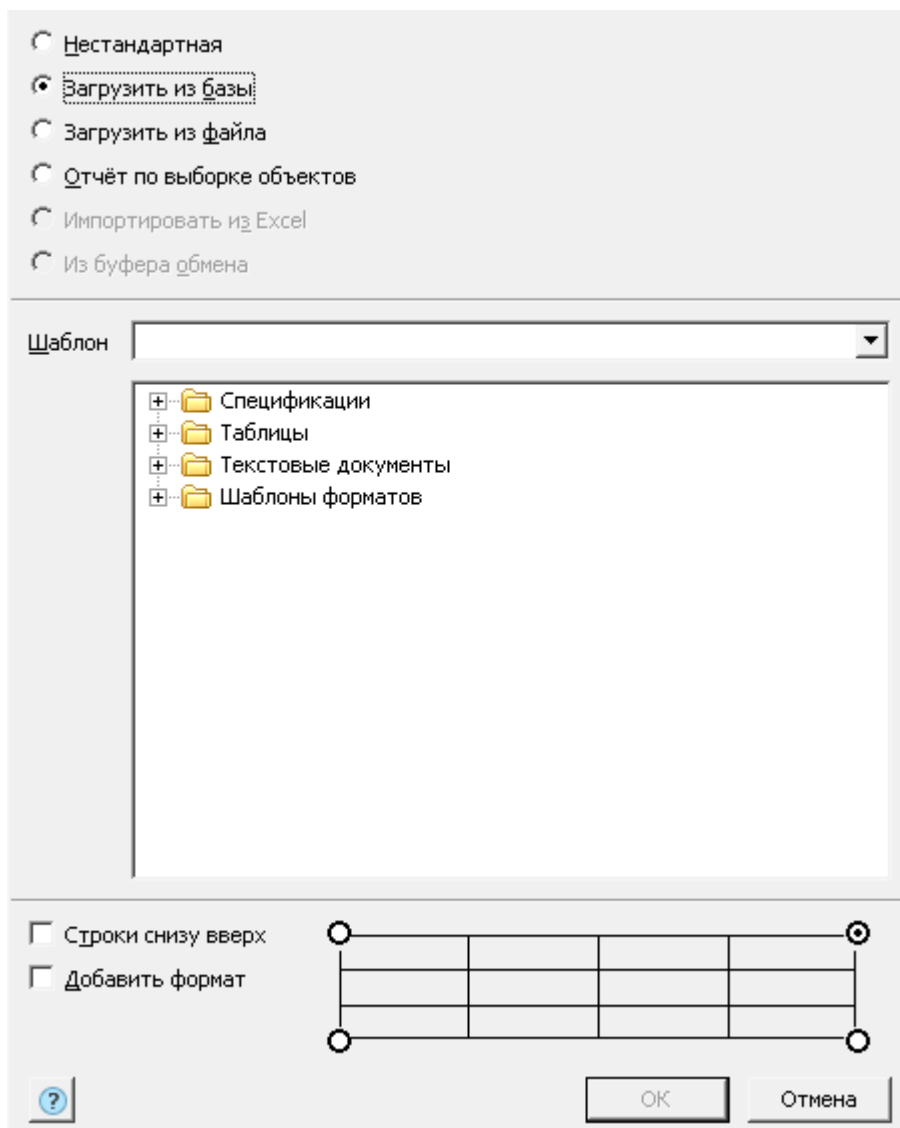 Нестандартная
Загрузить из базы
Загрузить из файла
Отчёт по выборке объектов
Импортировать из Excel
Из буфера обмена
Шаблон
Спецификации
Таблицы
Текстовые документы
Шаблоны форматов
Строки снизу вверх
Добавить формат
?
ОК
Отмена